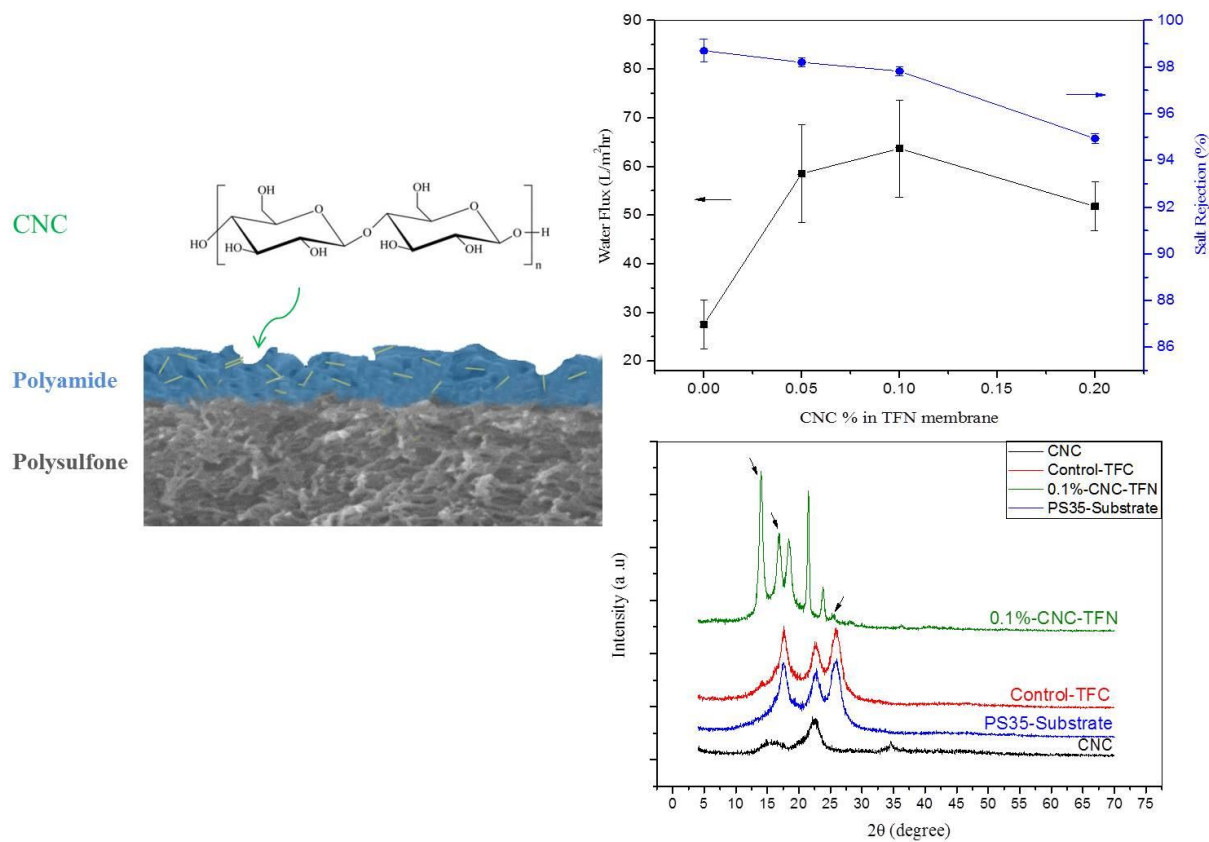 CNC
OH
OH
O
HO
HO
OH
O
O
HO
OH
O
H
n
Polyamide
Polysulfone
Water Flux (L/m²hr)
90
80
70
60
50
40
30
20
100
98
96
94
92
90
88
86
Salt Rejection (%)
0.00 0.05 0.10 0.15 0.20
CNC % in TFN membrane
Intensity (a .u)
CNC
Control-TFC
0.1%-CNC-TFN
PS35-Substrate
0.1%-CNC-TFN
Control-TFC
PS35-Substrate
CNC
0 5 10 15 20 25 30 35 40 45 50 55 60 65 70 75
2θ (degree)